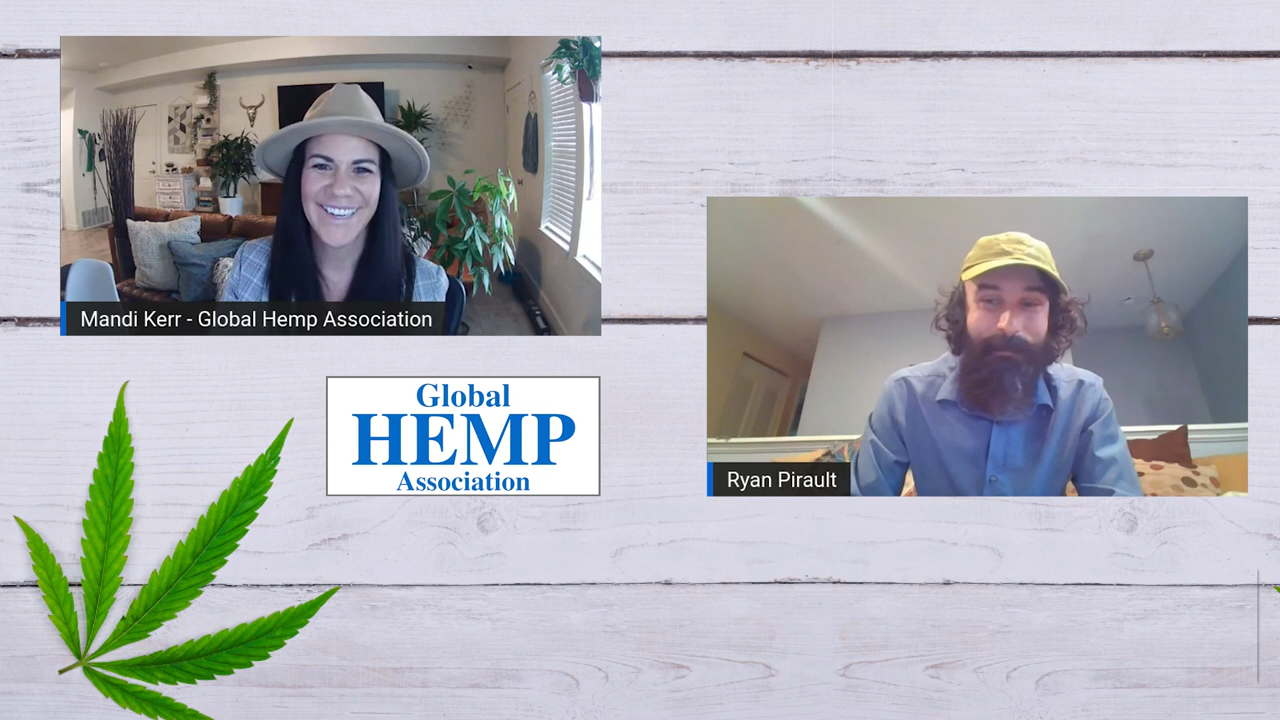 Mandi Kerr - Global Hemp Association
Global
HEMP
Association
Ryan Pirault